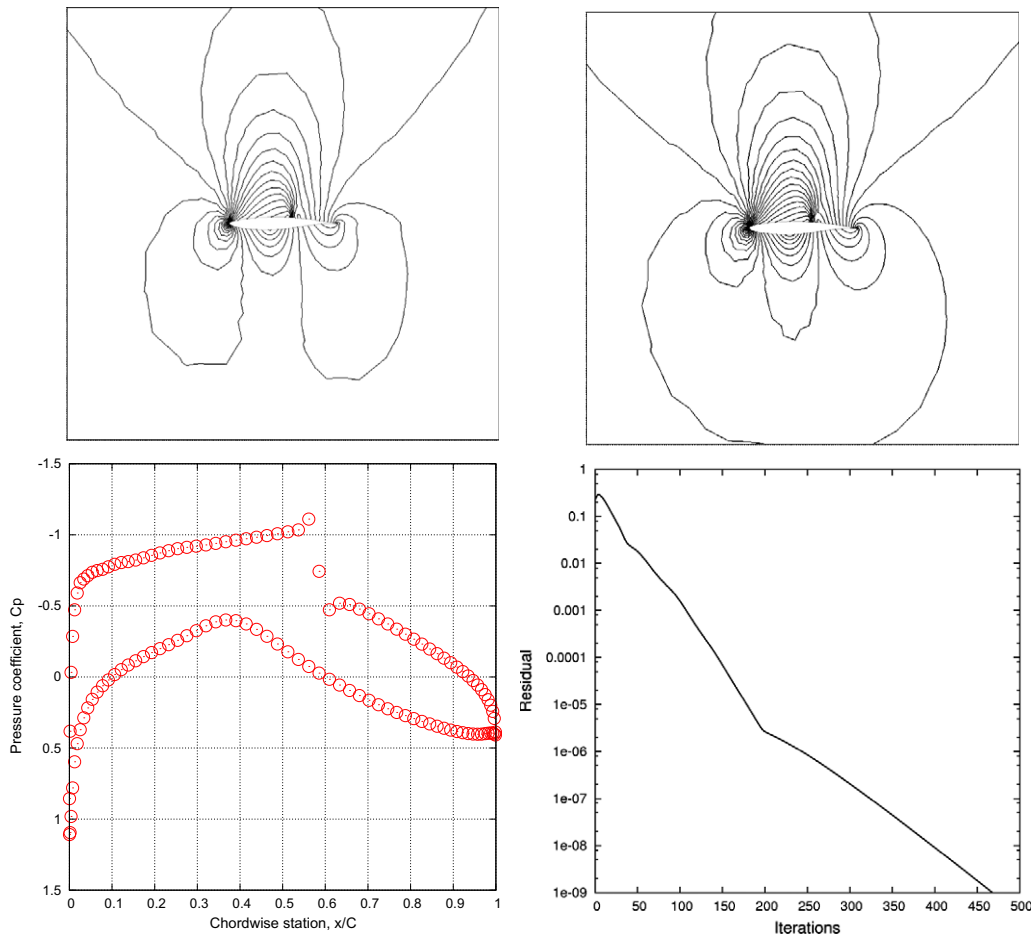 -1.5
-1
-0.5
0
0.5
1
1.5
0 0.1 0.2 0.3 0.4 0.5 0.6 0.7 0.8 0.9 1
Pressure coefficient, Cp
Chordwise station, x/C
1
0.1
0.01
0.001
0.0001
1e-05
1e-06
1e-07
1e-08
1e-09
0 50 100 150 200 250 300 350 400 450 500
Residual
Iterations